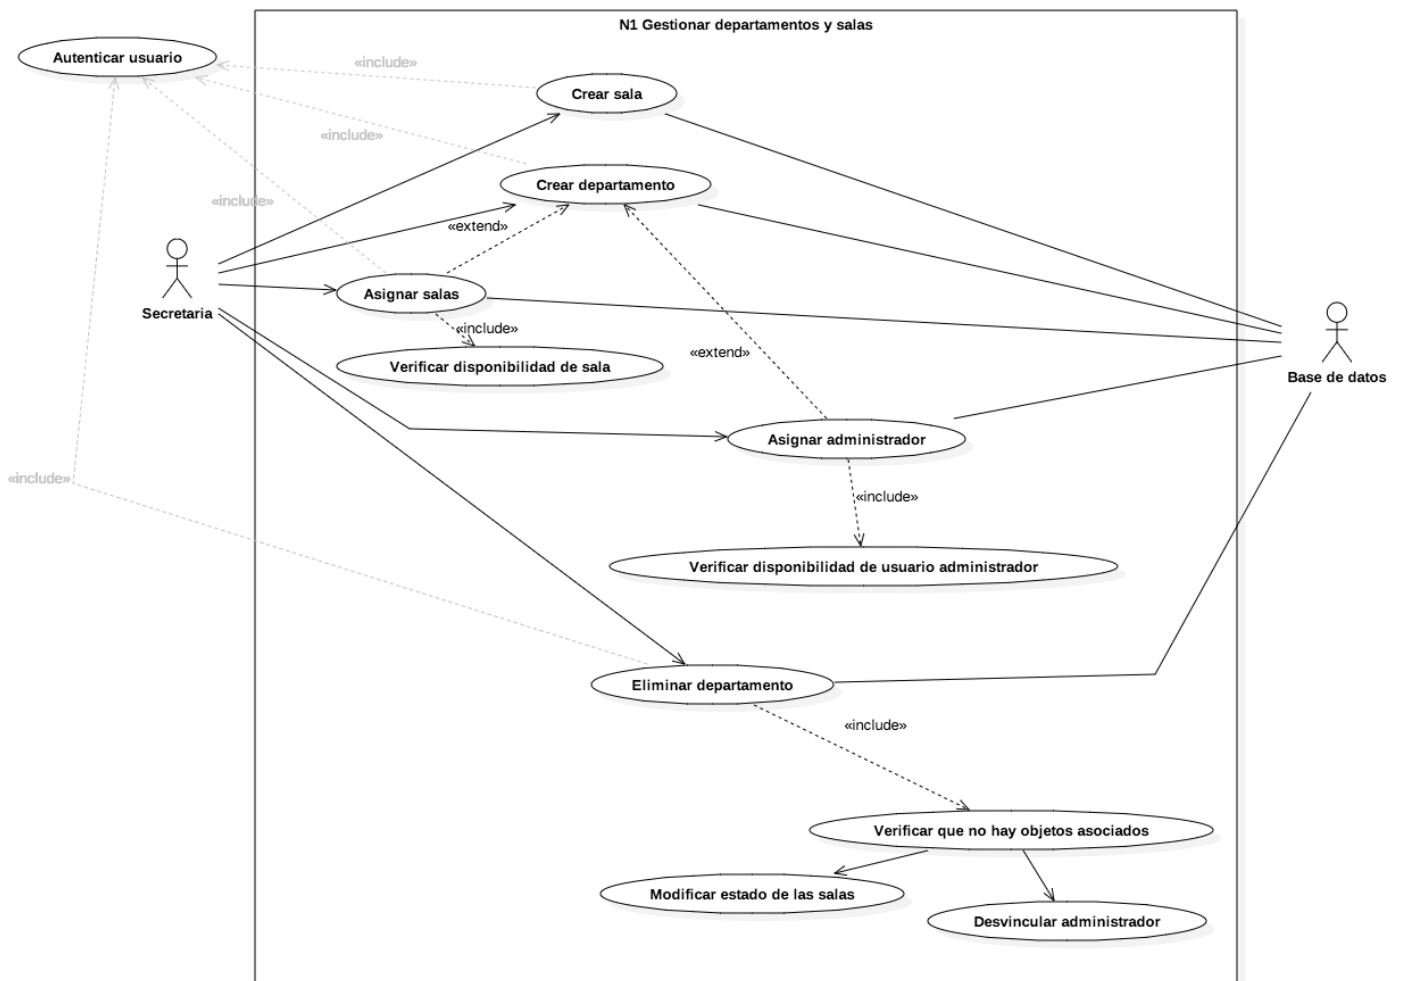 N1 Gestionar departamentos y salas
Autenticar usuario
«include»
Crear sala
«include»
Crear departamento
«include»
«extend»
Asignar salas
Secretaria
«include»
Verificar disponibilidad de sala
«extend»
Base de datos
Asignar administrador
«include»
«include»
Verificar disponibilidad de usuario administrador
Eliminar departamento
«include»
Verificar que no hay objetos asociados
Modificar estado de las salas
Desvincular administrador